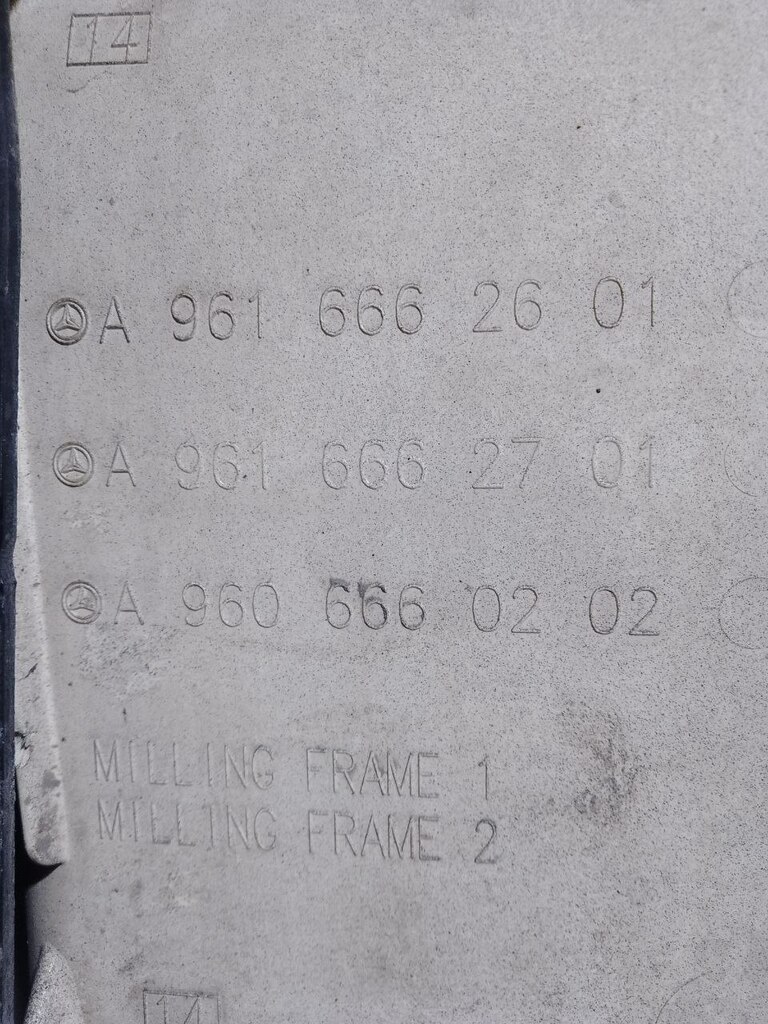 14
A 961 666 26 01
A 961 666 27 01
A 960 666 02 02
MILLING FRAME 1
MILLING FRAME 2
14